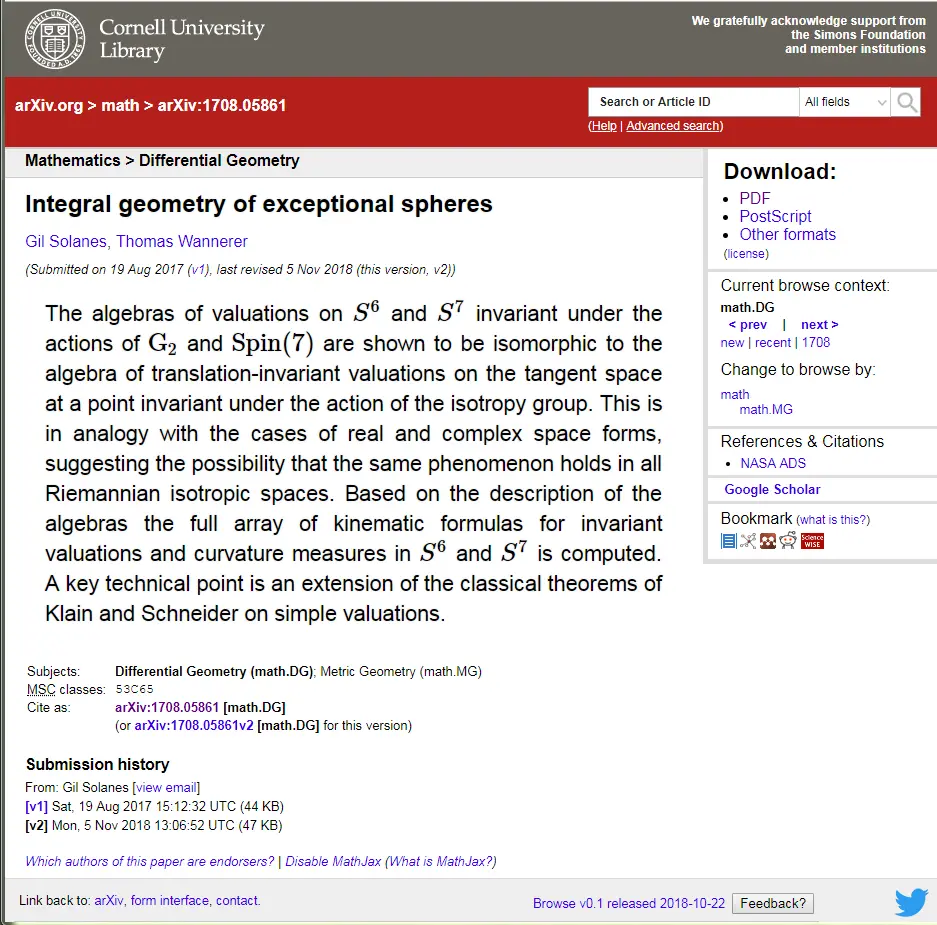 Cornell University
Library
We gratefully acknowledge support from
the Simons Foundation
and member institutions
arXiv.org > math > arXiv:1708.05861
Search or Article ID
All fields
(Help | Advanced search)
Mathematics > Differential Geometry
Integral geometry of exceptional spheres
Gil Solanes, Thomas Wannerer
(Submitted on 19 Aug 2017 (v1), last revised 5 Nov 2018 (this version, v2))
The algebras of valuations on S⁶ and S⁷ invariant under the
actions of G₂ and Spin(7) are shown to be isomorphic to the
algebra of translation-invariant valuations on the tangent space
at a point invariant under the action of the isotropy group. This is
in analogy with the cases of real and complex space forms,
suggesting the possibility that the same phenomenon holds in all
Riemannian isotropic spaces. Based on the description of the
algebras the full array of kinematic formulas for invariant
valuations and curvature measures in S⁶ and S⁷ is computed.
A key technical point is an extension of the classical theorems of
Klain and Schneider on simple valuations.
Subjects: Differential Geometry (math.DG); Metric Geometry (math.MG)
MSC classes: 53C65
Cite as: arXiv:1708.05861 [math.DG]
(or arXiv:1708.05861v2 [math.DG] for this version)
Submission history
From: Gil Solanes [view email]
[v1] Sat, 19 Aug 2017 15:12:32 UTC (44 KB)
[v2] Mon, 5 Nov 2018 13:06:52 UTC (47 KB)
Which authors of this paper are endorsers? | Disable MathJax (What is MathJax?)
Download:
PDF
PostScript
Other formats
(license)
Current browse context:
math.DG
< prev | next >
new | recent | 1708
Change to browse by:
math
math.MG
References & Citations
NASA ADS
Google Scholar
Bookmark (what is this?)
Science
WISE
Link back to: arXiv, form interface, contact.
Browse v0.1 released 2018-10-22
Feedback?